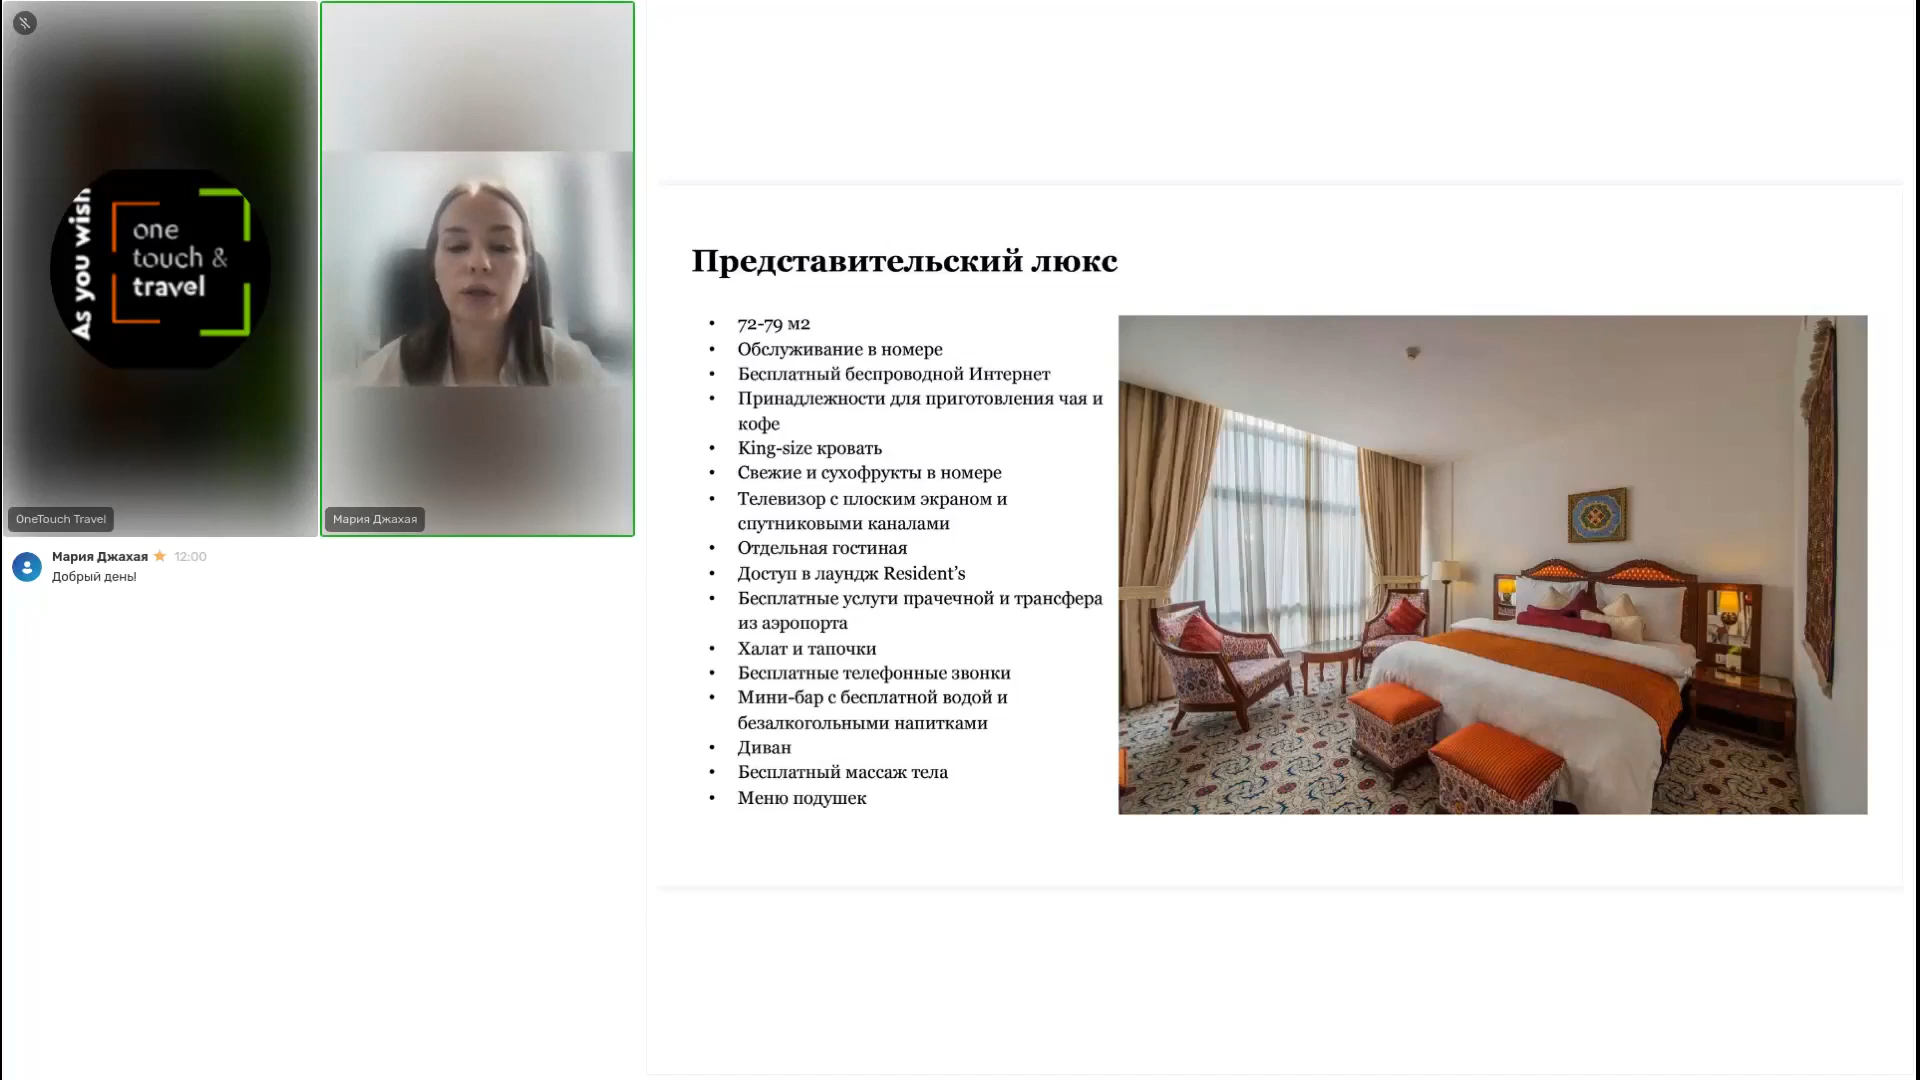 As you wish
one
touch &
travel
OneTouch Travel
Мария Джахая
Мария Джахая 12:00
Добрый день!
Представительский люкс
• 72-79 м2
• Обслуживание в номере
• Бесплатный беспроводной Интернет
• Принадлежности для приготовления чая и
кофе
• King-size кровать
• Свежие и сухофрукты в номере
• Телевизор с плоским экраном и
спутниковыми каналами
• Отдельная гостиная
• Доступ в лаундж Resident’s
• Бесплатные услуги прачечной и трансфера
из аэропорта
• Халат и тапочки
• Бесплатные телефонные звонки
• Мини-бар с бесплатной водой и
безалкогольными напитками
• Диван
• Бесплатный массаж тела
• Меню подушек